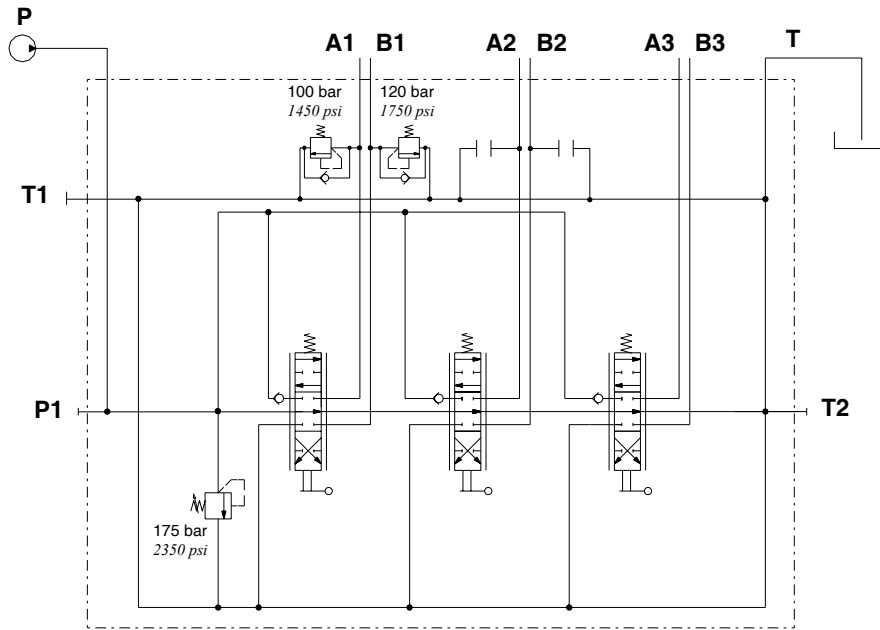 P
A1 B1 A2 B2 A3 B3 T
100 bar 120 bar
1450 psi 1750 psi
T1
P1 T2
175 bar
2350 psi